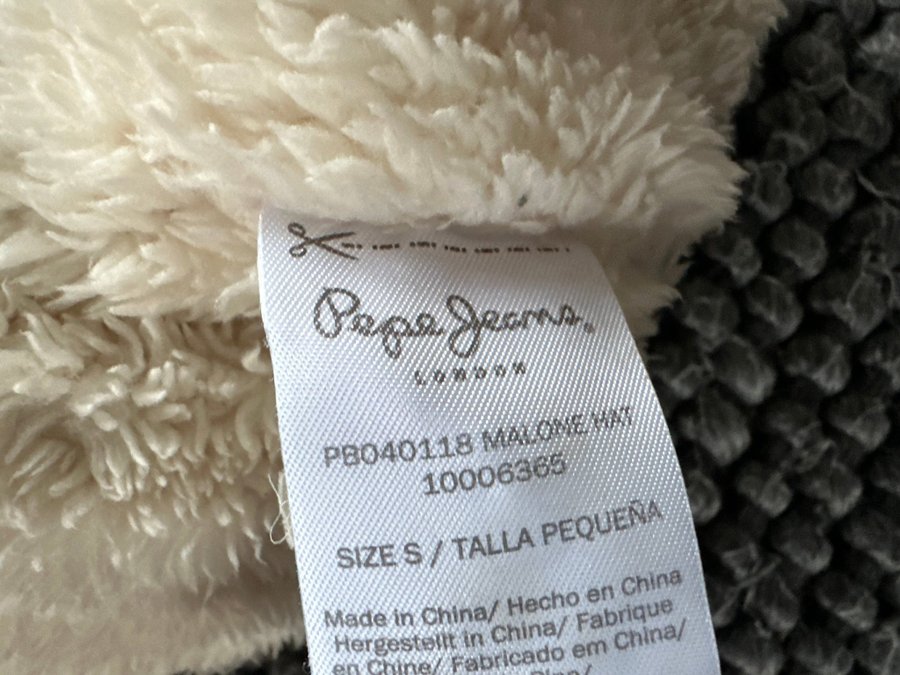 Pepe Jeans
LONDON
PB040118 MALONE HAT
10006365
SIZE S / TALLA PEQUEÑA
Made in China/ Hecho en China
Hergestellt in China/ Fabrique
en Chine/ Fabricado em China/